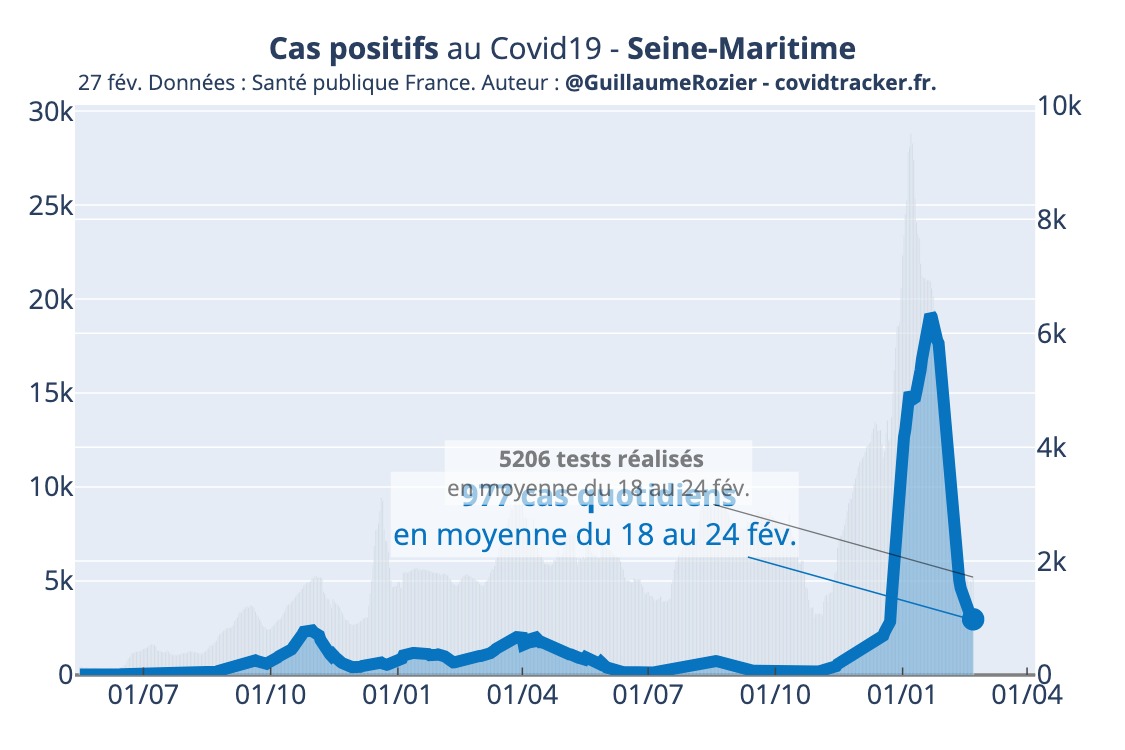 Cas positifs au Covid19 - Seine-Maritime
27 fév. Données : Santé publique France. Auteur : @GuillaumeRozier - covidtracker.fr.
30k
25k
20k
15k
10k
5k
0
10k
8k
6k
4k
2k
0
5206 tests réalisés
en moyenne du 18 au 24 fév.
977 cas quotidiens
en moyenne du 18 au 24 fév.
01/07 01/10 01/01 01/04 01/07 01/10 01/01 01/04